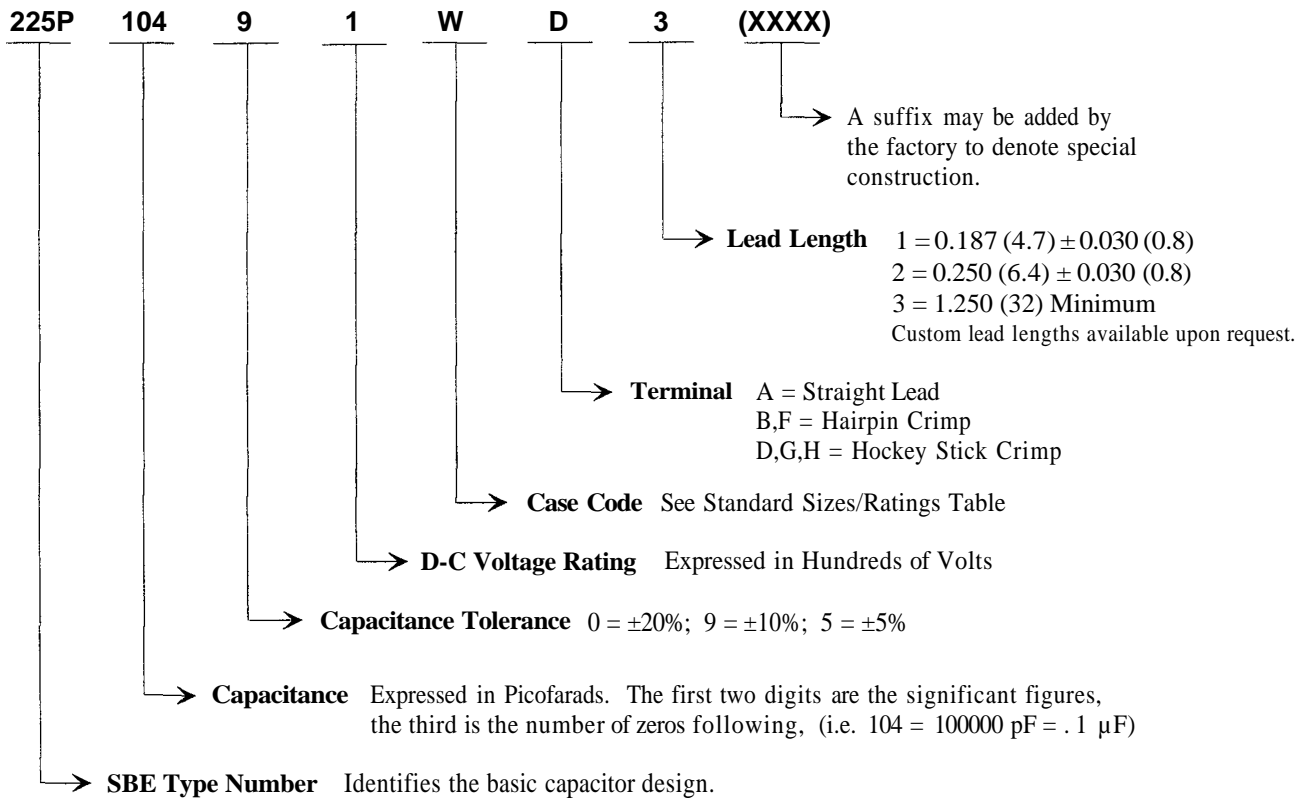 225P 104 9 1 W D 3 (XXXX)
A suffix may be added by
the factory to denote special
construction.
Lead Length 1 = 0.187 (4.7) ± 0.030 (0.8)
2 = 0.250 (6.4) ± 0.030 (0.8)
3 = 1.250 (32) Minimum
Custom lead lengths available upon request.
Terminal A = Straight Lead
B,F = Hairpin Crimp
D,G,H = Hockey Stick Crimp
Case Code See Standard Sizes/Ratings Table
D-C Voltage Rating Expressed in Hundreds of Volts
Capacitance Tolerance 0 = ±20%; 9 = ±10%; 5 = ±5%
Capacitance Expressed in Picofarads. The first two digits are the significant figures,
the third is the number of zeros following, (i.e. 104 = 100000 pF = . 1 µF)
SBE Type Number Identifies the basic capacitor design.